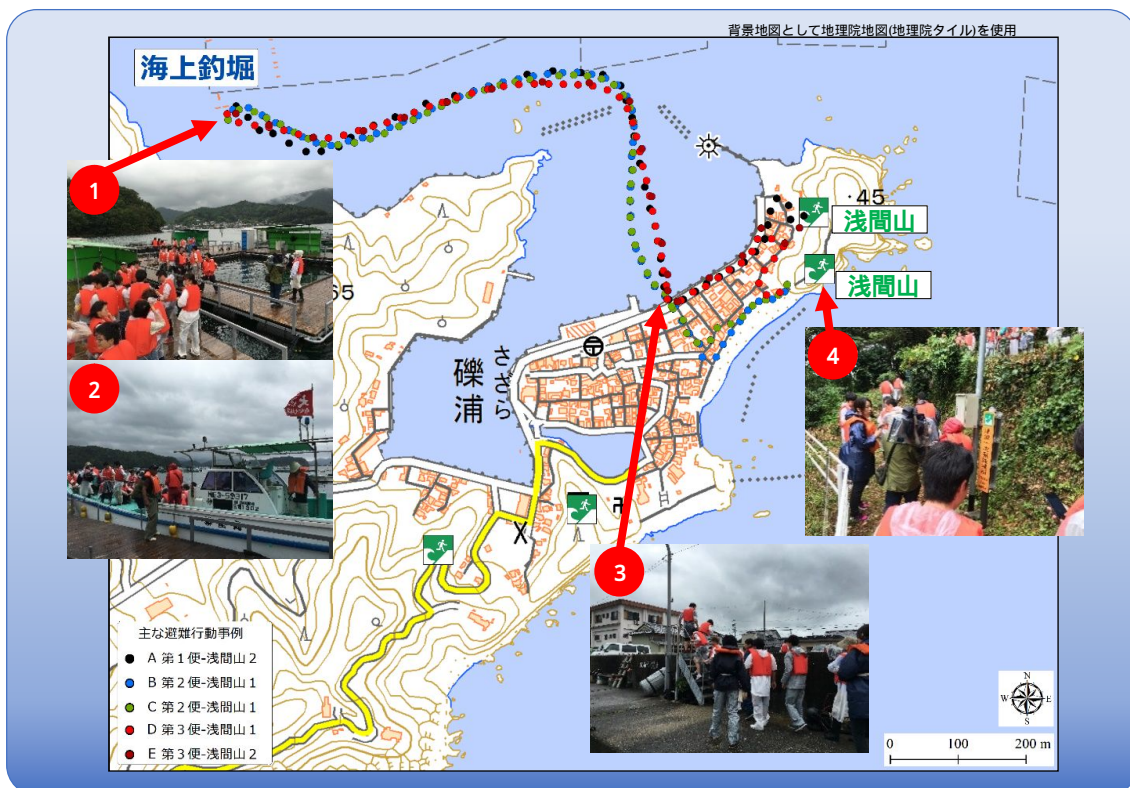 背景地図として地理院地図(地理院タイル)を使用
海上釣堀
1
・45
浅間山
浅間山
65
4
2
さざら
礫浦
3
主な避難行動事例
A 第1便-浅間山2
B 第2便-浅間山1
C 第2便-浅間山1
D 第3便-浅間山1
E 第3便-浅間山2
N
W E
S
0 100 200 m